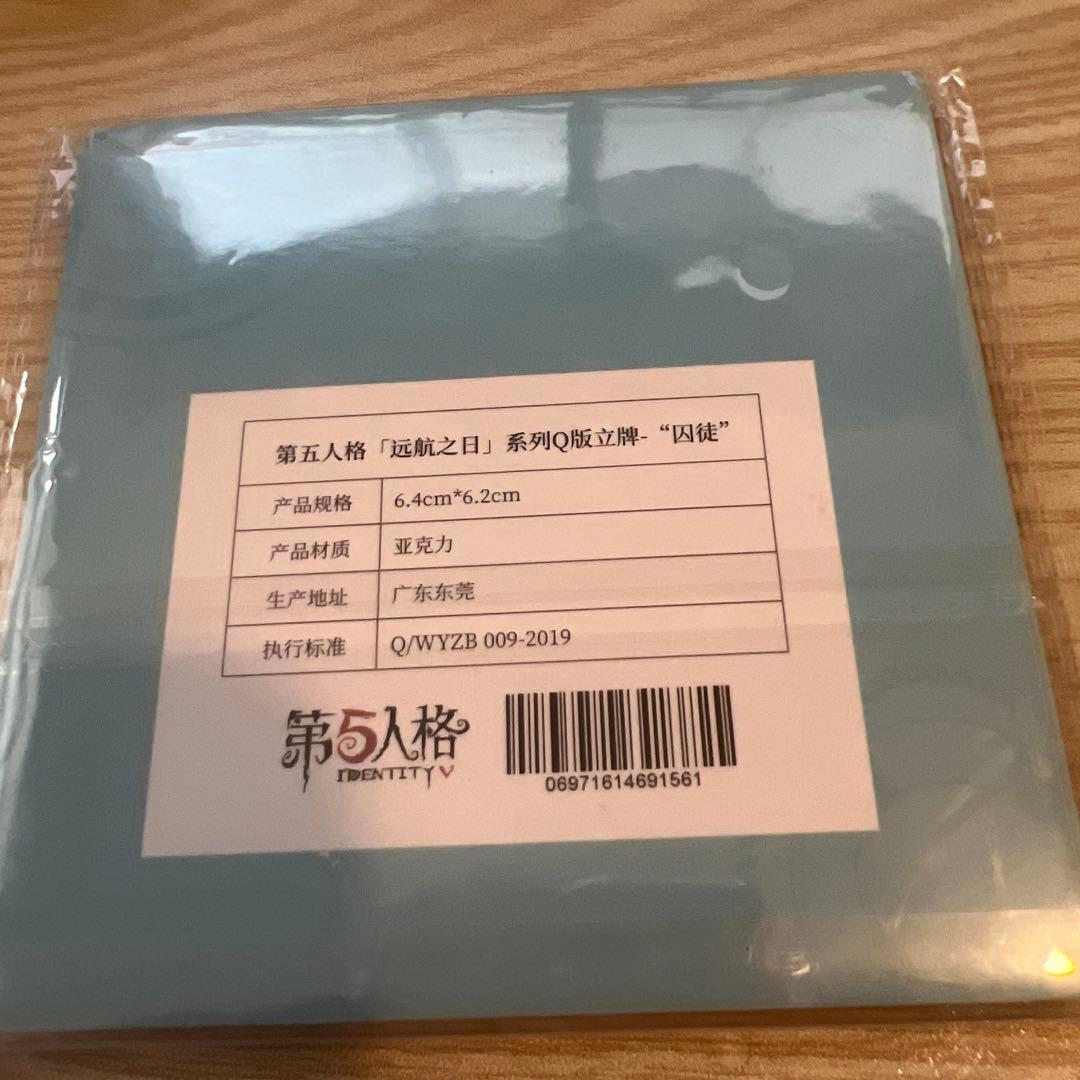 第五人格「远航之日」系列Q版立牌-“囚徒”
产品规格 6.4cm*6.2cm
产品材质 亚克力
生产地址 广东东莞
执行标准 Q/WYZB 009-2019
第5人格
IDENTITY V
06971614691561